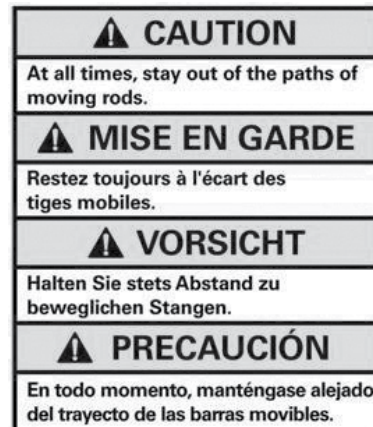 CAUTION
At all times, stay out of the paths of
moving rods.
MISE EN GARDE
Restez toujours à l'écart des
tiges mobiles.
VORSICHT
Halten Sie stets Abstand zu
beweglichen Stangen.
PRECAUCIÓN
En todo momento, manténgase alejado
del trayecto de las barras movibles.